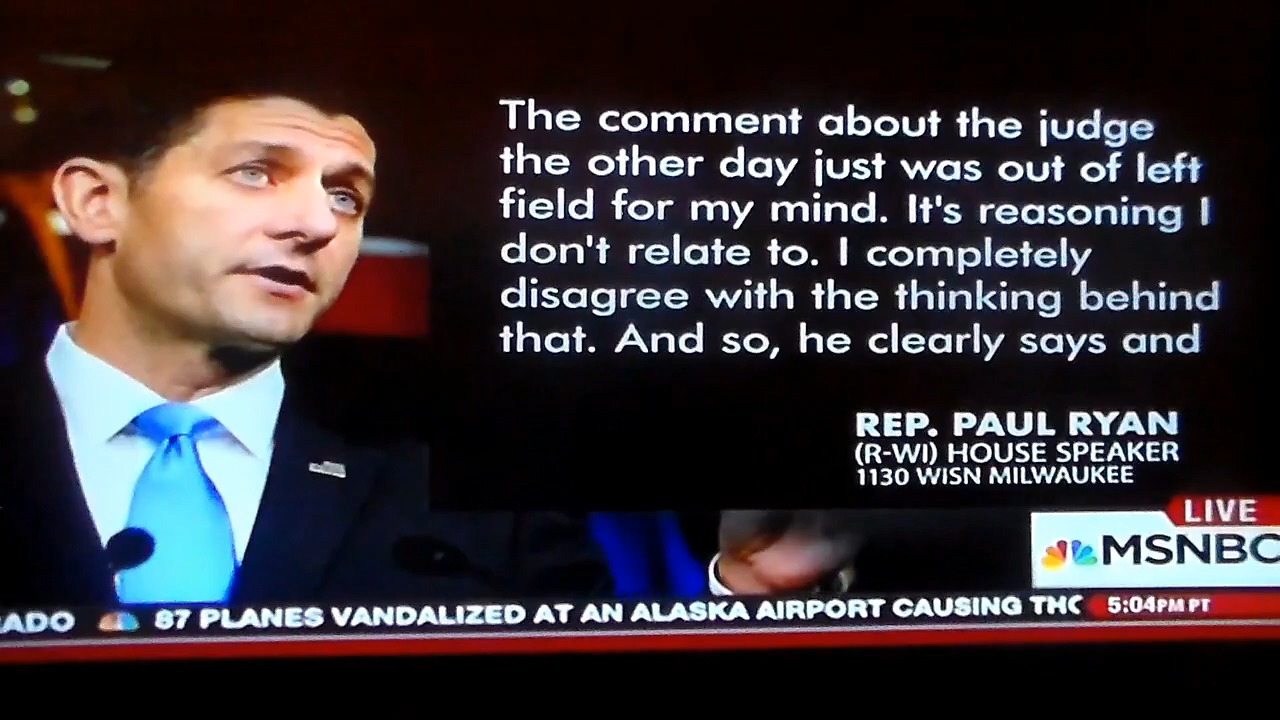 The comment about the judge
the other day just was out of left
field for my mind. It's reasoning I
don't relate to. I completely
disagree with the thinking behind
that. And so, he clearly says and
REP. PAUL RYAN
(R-WI) HOUSE SPEAKER
1130 WISN MILWAUKEE
LIVE
MSNBC
ADO 87 PLANES VANDALIZED AT AN ALASKA AIRPORT CAUSING THO 5:04PM PT